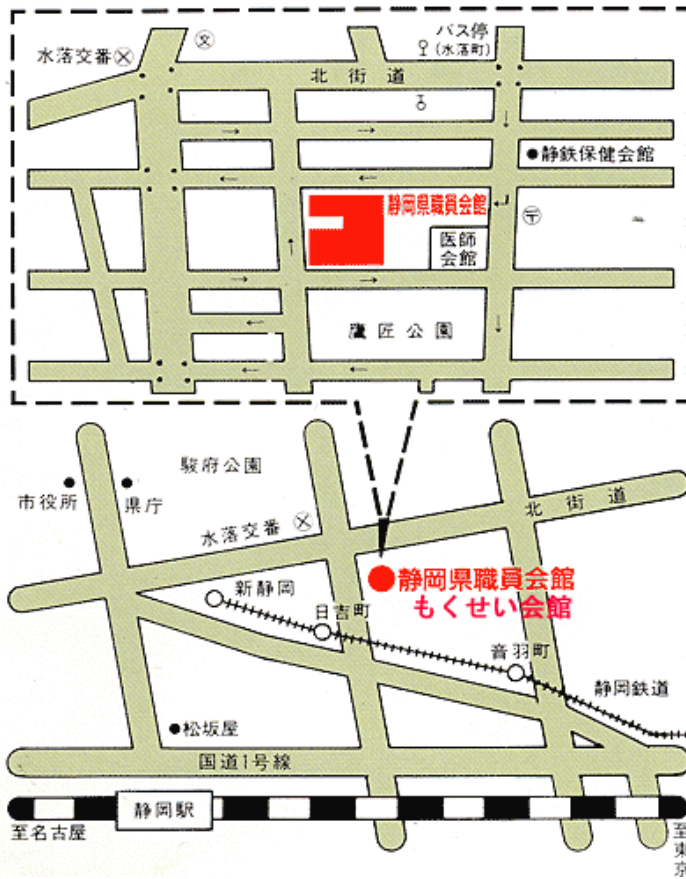 水落交番
文
バス停
(水落町)
北街道
静鉄保健会館
静岡県職員会館
〒
医師
会館
鷹匠公園
駿府公園
市役所
県庁
水落交番
北街道
静岡県職員会館
もくせい会館
新静岡
日吉町
音羽町
静岡鉄道
松坂屋
国道1号線
静岡駅
至名古屋
至東京